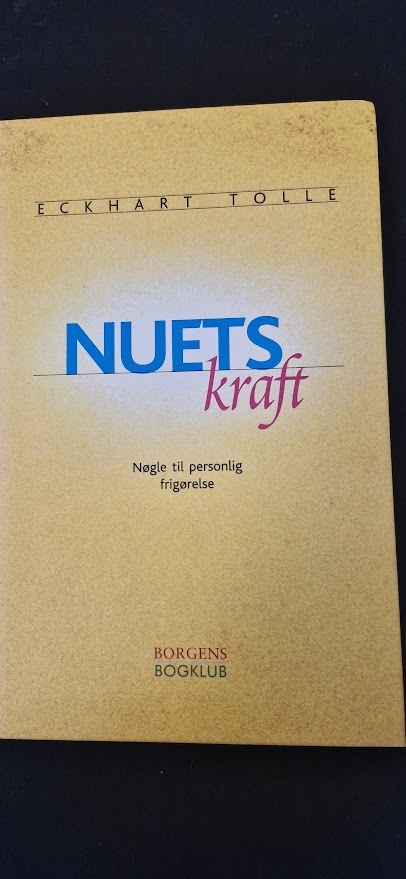 ECKHART TOLLE
NUETS
kraft
Nøgle til personlig
frigørelse
BORGENS
BOGKLUB